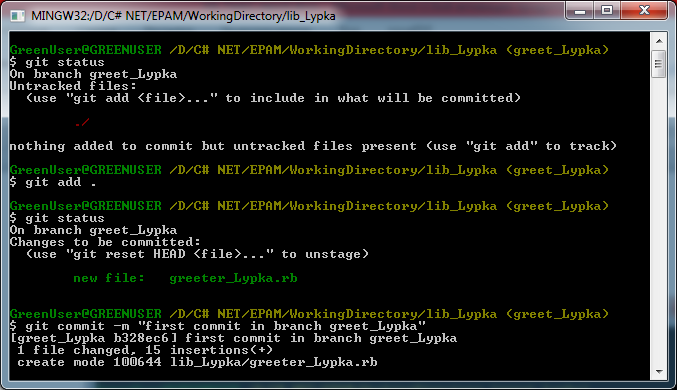 MINGW32:/D/C# NET/EPAM/WorkingDirectory/lib_Lypka
GreenUser@GREENUSER /D/C# NET/EPAM/WorkingDirectory/lib_Lypka (greet_Lypka)
$ git status
On branch greet_Lypka
Untracked files:
  (use "git add <file>..." to include in what will be committed)
        ./
nothing added to commit but untracked files present (use "git add" to track)
GreenUser@GREENUSER /D/C# NET/EPAM/WorkingDirectory/lib_Lypka (greet_Lypka)
$ git add .
GreenUser@GREENUSER /D/C# NET/EPAM/WorkingDirectory/lib_Lypka (greet_Lypka)
$ git status
On branch greet_Lypka
Changes to be committed:
  (use "git reset HEAD <file>..." to unstage)
        new file:   greeter_Lypka.rb
GreenUser@GREENUSER /D/C# NET/EPAM/WorkingDirectory/lib_Lypka (greet_Lypka)
$ git commit -m "first commit in branch greet_Lypka"
[greet_Lypka b328ec6] first commit in branch greet_Lypka
 1 file changed, 15 insertions(+)
 create mode 100644 lib_Lypka/greeter_Lypka.rb